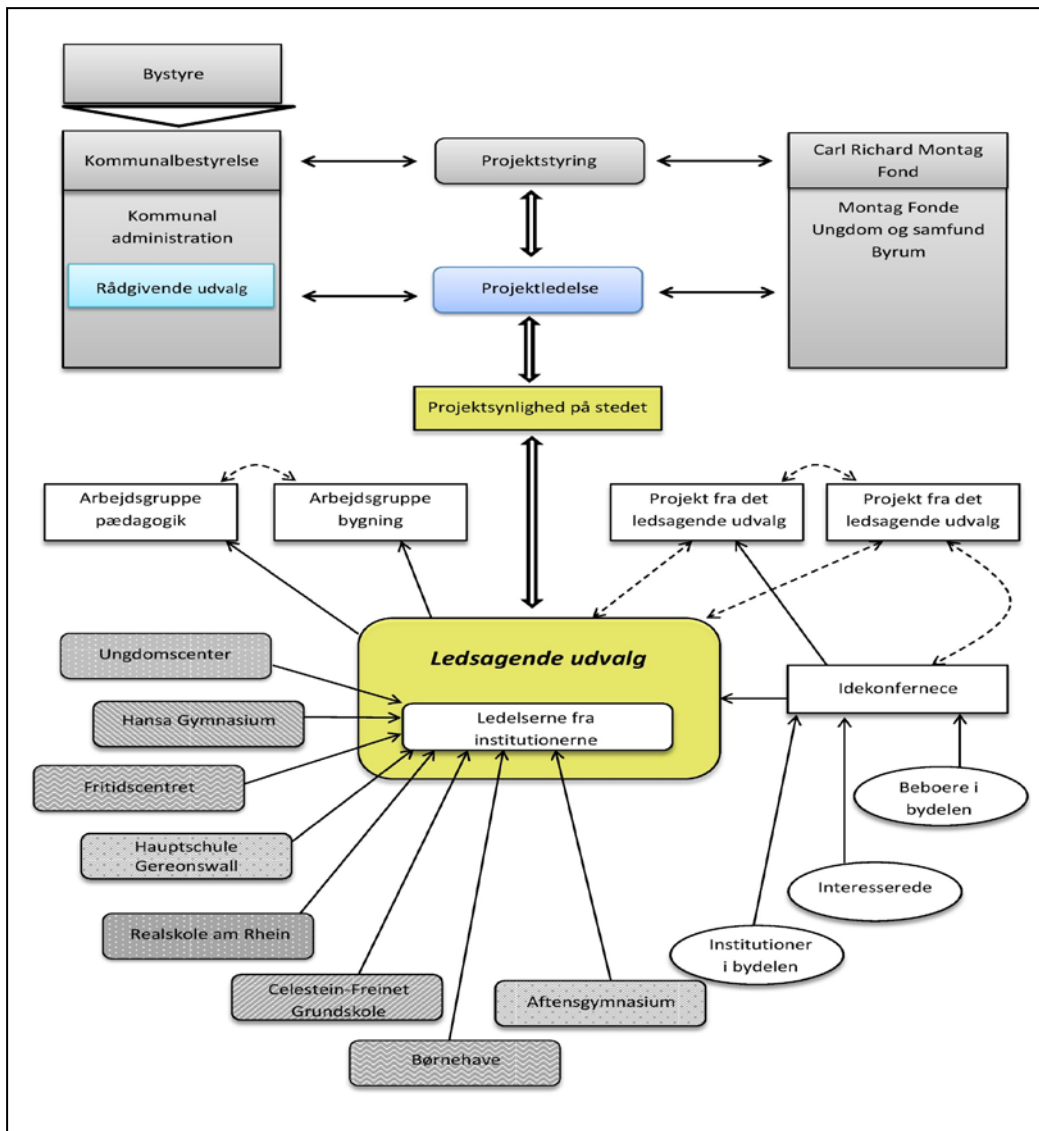 Bystyre
Kommunalbestyrelse
Projektstyring
Carl Richard Montag
Fond
Kommunal
administration
Montag Fonde
Ungdom og samfund
Byrum
Rådgivende udvalg
Projektledelse
Projektsynlighed på stedet
Arbejdsgruppe
pædagogik
Arbejdsgruppe
bygning
Projekt fra det
ledsagende udvalg
Projekt fra det
ledsagende udvalg
Ledsagende udvalg
Ledelserne fra
institutionerne
Ungdomscenter
Hansa Gymnasium
Fritidscentret
Hauptschule
Gereonswall
Realskole am Rhein
Celestein-Freinet
Grundskole
Børnehave
Aftensgymnasium
Idekonfernece
Beboere i
bydelen
Interesserede
Institutioner
i bydelen